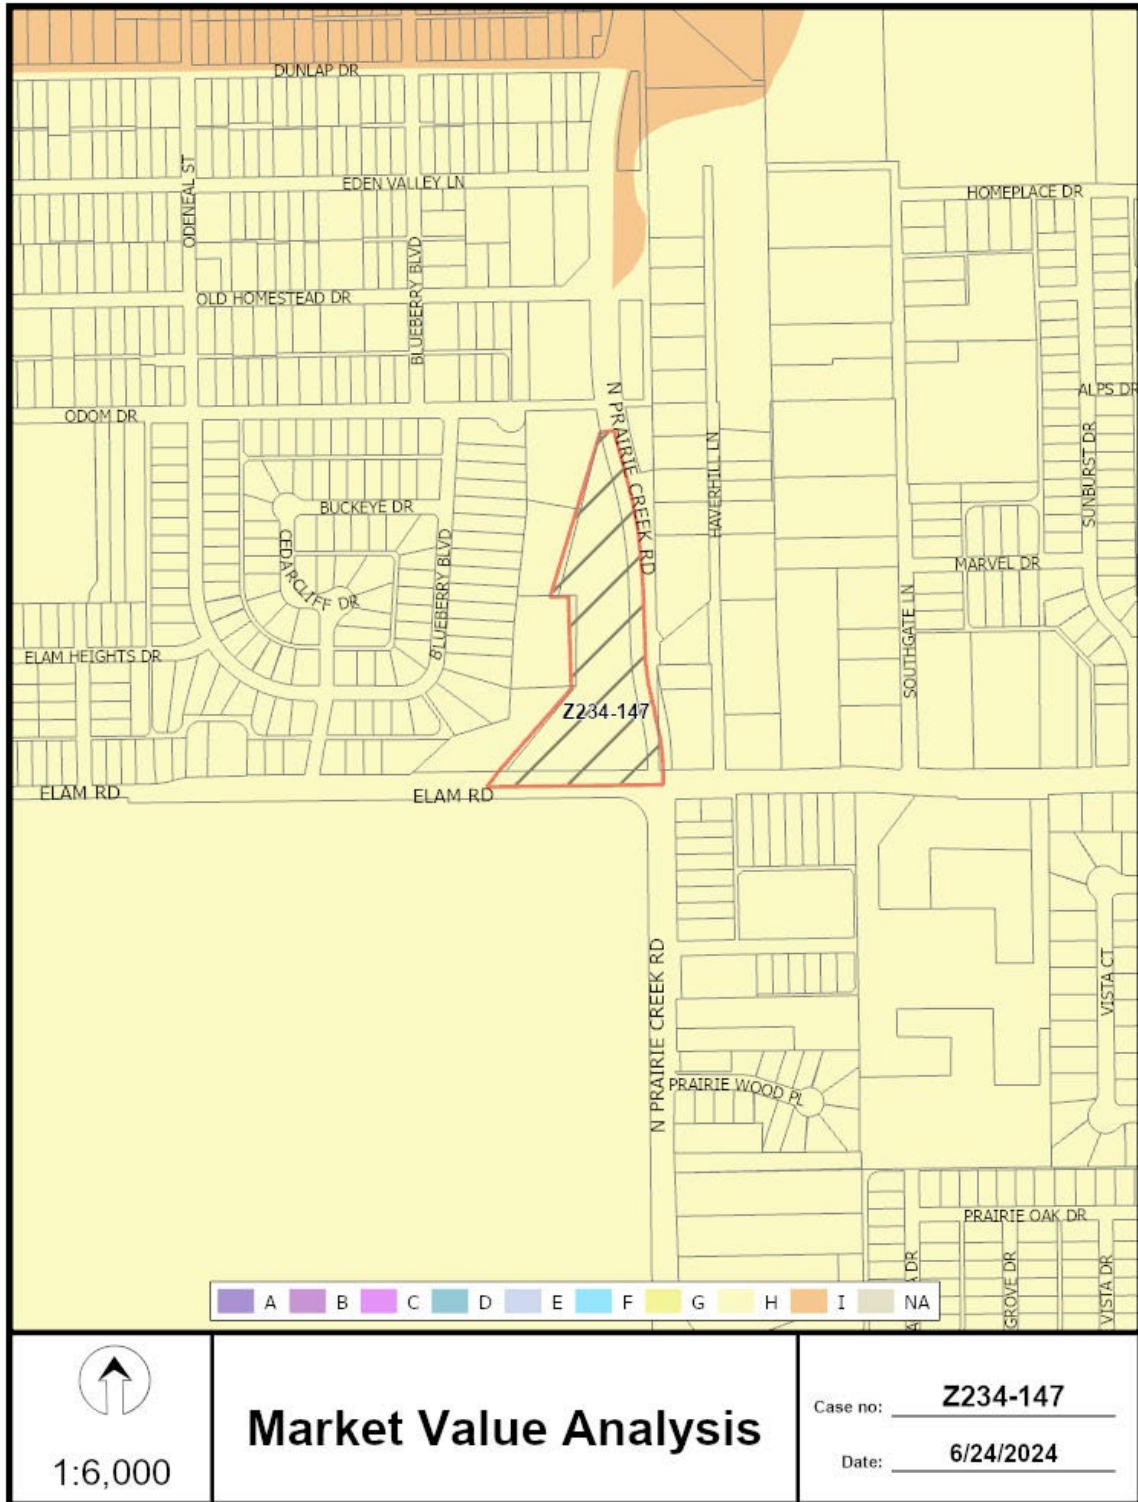 DUNLAP DR
ODENEAL ST
EDEN VALLEY LN
HOMEPLACE DR
BLUEBERRY BLVD
OLD HOMESTEAD DR
N PRAIRIE CREEK RD
ALPS DR
ODOM DR
HAVERHILL LN
SUNBURST DR
BUCKEYE DR
CEDARCLIFF DR
BLUEBERRY BLVD
MARVEL DR
SOUTHGATE LN
ELAM HEIGHTS DR
Z234-147
ELAM RD
ELAM RD
N PRAIRIE CREEK RD
VISTA CT
PRAIRIE WOOD PL
PRAIRIE OAK DR
GROVE DR
VISTA DR
A B C D E F G H I NA
1:6,000
Market Value Analysis
Case no: Z234-147
Date: 6/24/2024